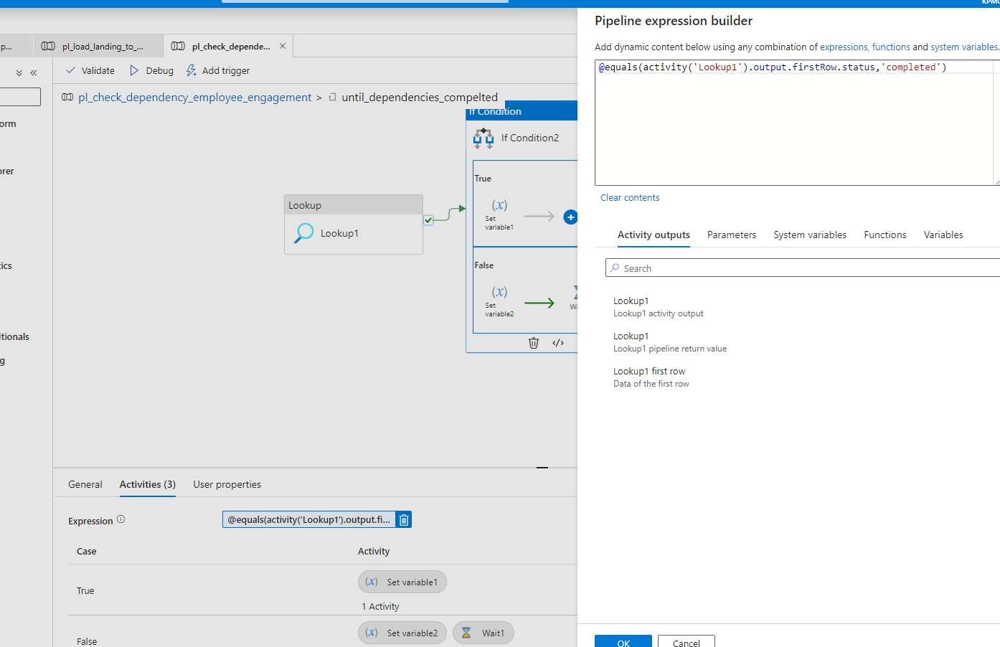 KPMG
p...
pl_load_landing_to_...
pl_check_depende...
Validate
Debug
Add trigger
pl_check_dependency_employee_engagement > until_dependencies_compelted
orm
orer
tics
itionals
g
If Condition
If Condition2
True
Set
variable1
False
Set
variable2
Wa
Lookup
Lookup1
General
Activities (3)
User properties
Expression
@equals(activity('Lookup1').output.fi...
Case
Activity
True
Set variable1
1 Activity
False
Set variable2
Wait1
Pipeline expression builder
Add dynamic content below using any combination of expressions, functions and system variables.
@equals(activity('Lookup1').output.firstRow.status,'completed')
Clear contents
Activity outputs
Parameters
System variables
Functions
Variables
Search
Lookup1
Lookup1 activity output
Lookup1
Lookup1 pipeline return value
Lookup1 first row
Data of the first row
OK
Cancel